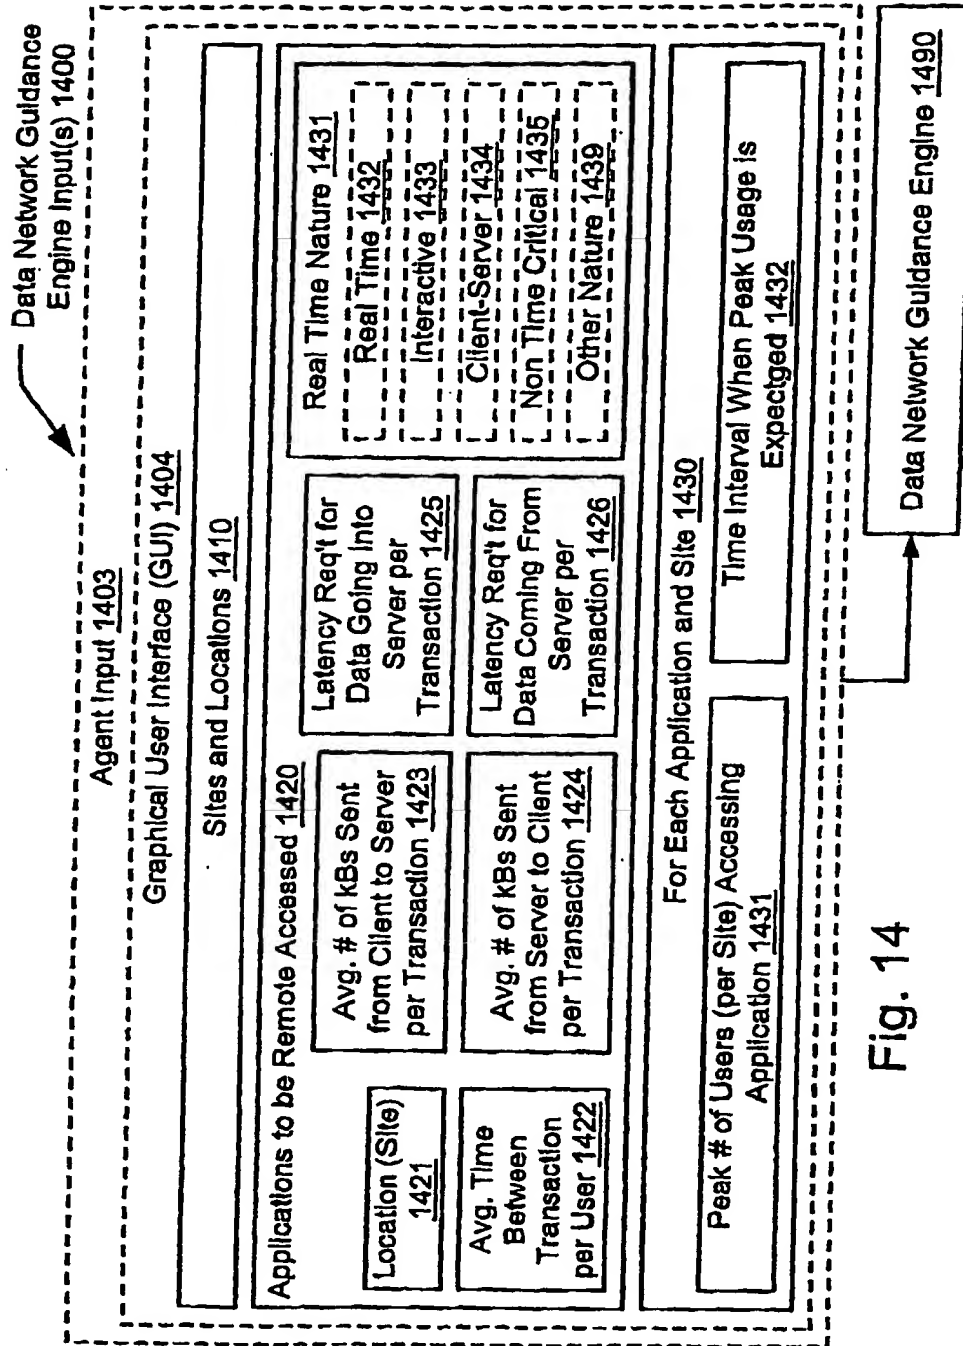 Data Network Guidance
Engine Input(s) 1400
Agent Input 1403
Graphical User Interface (GUI) 1404
Sites and Locations 1410
Applications to be Remote Accessed 1420
Location (Site)
1421
Avg. Time
Between
Transaction
per User 1422
Avg. # of kBs Sent
from Client to Server
per Transaction 1423
Avg. # of kBs Sent
from Server to Client
per Transaction 1424
Latency Req't for
Data Going Into
Server per
Transaction 1425
Latency Req't for
Data Coming From
Server per
Transaction 1426
Real Time Nature 1431
Real Time 1432
Interactive 1433
Client-Server 1434
Non Time Critical 1435
Other Nature 1439
For Each Application and Site 1430
Peak # of Users (per Site) Accessing
Application 1431
Time Interval When Peak Usage is
Expectged 1432
Data Network Guidance Engine 1490
Fig. 14